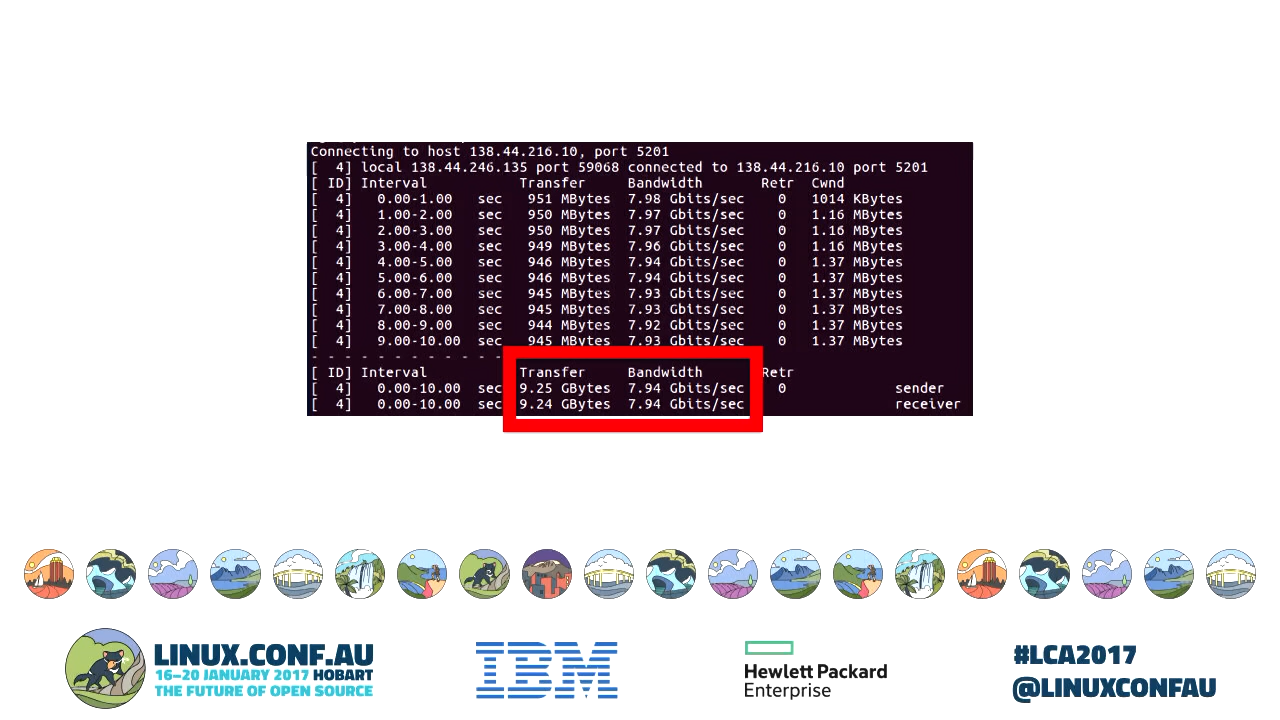 Connecting to host 138.44.216.10, port 5201
[  4] local 138.44.246.135 port 59068 connected to 138.44.216.10 port 5201
[ ID] Interval           Transfer     Bandwidth       Retr  Cwnd
[  4]   0.00-1.00   sec   951 MBytes  7.98 Gbits/sec    0   1014 KBytes
[  4]   1.00-2.00   sec   950 MBytes  7.97 Gbits/sec    0   1.16 MBytes
[  4]   2.00-3.00   sec   950 MBytes  7.97 Gbits/sec    0   1.16 MBytes
[  4]   3.00-4.00   sec   949 MBytes  7.96 Gbits/sec    0   1.16 MBytes
[  4]   4.00-5.00   sec   946 MBytes  7.94 Gbits/sec    0   1.37 MBytes
[  4]   5.00-6.00   sec   946 MBytes  7.94 Gbits/sec    0   1.37 MBytes
[  4]   6.00-7.00   sec   945 MBytes  7.93 Gbits/sec    0   1.37 MBytes
[  4]   7.00-8.00   sec   945 MBytes  7.93 Gbits/sec    0   1.37 MBytes
[  4]   8.00-9.00   sec   944 MBytes  7.92 Gbits/sec    0   1.37 MBytes
[  4]   9.00-10.00  sec   945 MBytes  7.93 Gbits/sec    0   1.37 MBytes
- - - - - - - - - - - -
[ ID] Interval           Transfer     Bandwidth       Retr
[  4]   0.00-10.00  sec  9.25 GBytes  7.94 Gbits/sec    0             sender
[  4]   0.00-10.00  sec  9.24 GBytes  7.94 Gbits/sec                  receiver
LINUX.CONF.AU
16–20 JANUARY 2017 HOBART
THE FUTURE OF OPEN SOURCE
IBM
Hewlett Packard
Enterprise
#LCA2017
@LINUXCONFAU